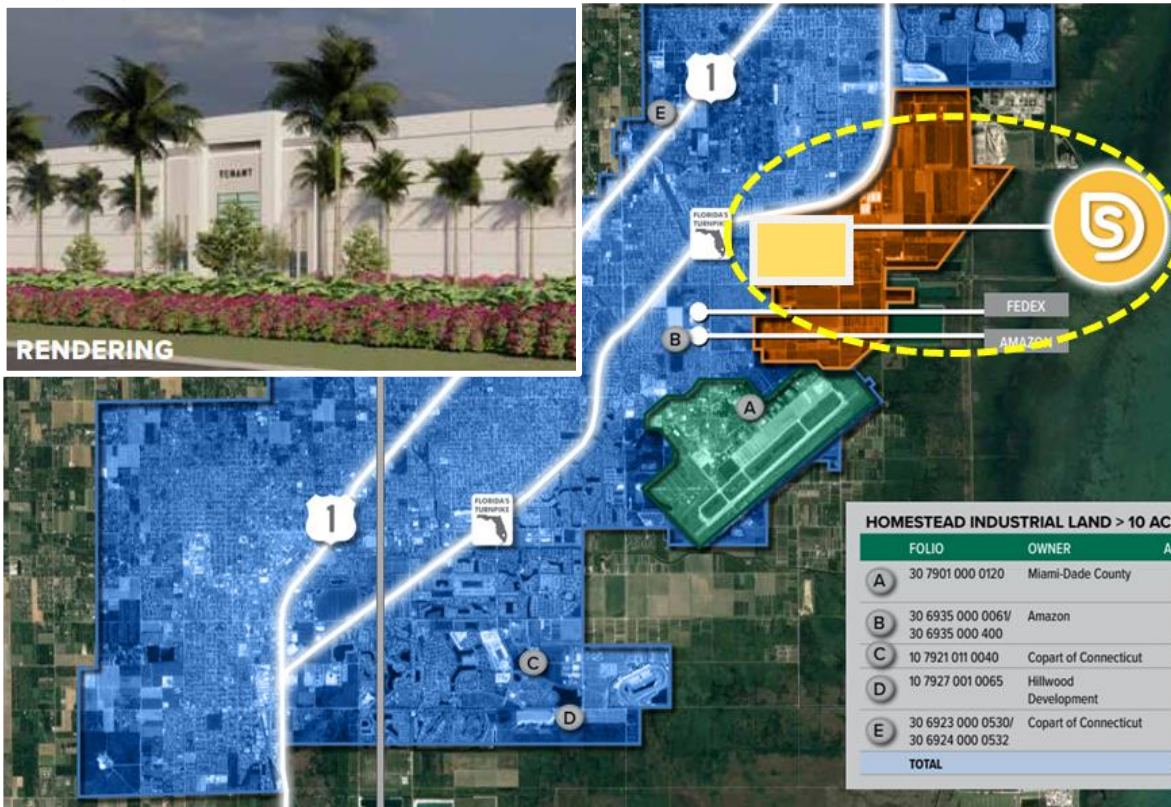 TENANT
RENDERING
1
E
FLORIDA'S
TURNPIKE
FEDEX
B
AMAZON
A
1
FLORIDA'S
TURNPIKE
C
D
HOMESTEAD INDUSTRIAL LAND > 10 AC
FOLIO OWNER A
A 30 7901 000 0120 Miami-Dade County
B 30 6935 000 0061/ Amazon
30 6935 000 400
C 10 7921 011 0040 Copart of Connecticut
D 10 7927 001 0065 Hillwood
Development
E 30 6923 000 0530/ Copart of Connecticut
30 6924 000 0532
TOTAL